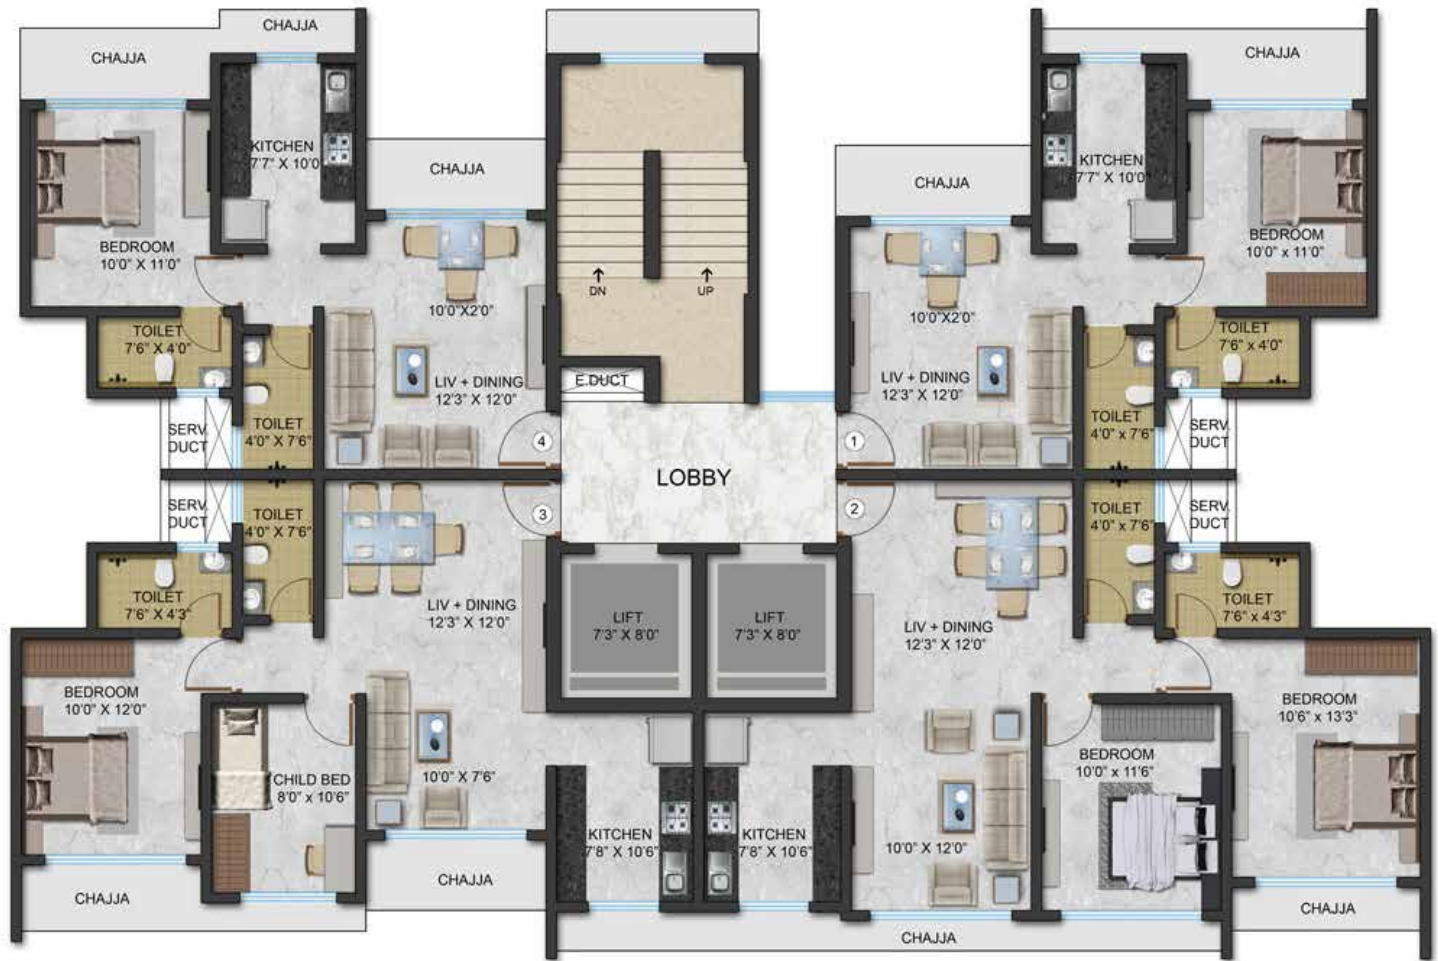 CHAJJA
CHAJJA
KITCHEN
7'7" X 10'0
CHAJJA
BEDROOM
10'0" X 11'0"
10'0"X2'0"
DN
UP
TOILET
7'6" X 4'0"
LIV + DINING
12'3" X 12'0"
E.DUCT
SERV.
DUCT
TOILET
4'0" X 7'6"
4
CHAJJA
KITCHEN
7'7" X 10'0"
CHAJJA
BEDROOM
10'0" x 11'0"
10'0"X2'0"
TOILET
7'6" x 4'0"
LIV + DINING
12'3" X 12'0"
1
TOILET
4'0" x 7'6"
SERV.
DUCT
LOBBY
SERV.
DUCT
TOILET
4'0" X 7'6"
3
TOILET
7'6" X 4'3"
LIV + DINING
12'3" X 12'0"
LIFT
7'3" X 8'0"
LIFT
7'3" X 8'0"
BEDROOM
10'0" X 12'0"
CHILD BED
8'0" x 10'6"
10'0" X 7'6"
KITCHEN
7'8" X 10'6"
CHAJJA
CHAJJA
2
TOILET
4'0" x 7'6"
SERV.
DUCT
TOILET
7'6" x 4'3"
LIV + DINING
12'3" X 12'0"
BEDROOM
10'6" x 13'3"
BEDROOM
10'0" x 11'6"
KITCHEN
7'8" X 10'6"
10'0" X 12'0"
CHAJJA
CHAJJA